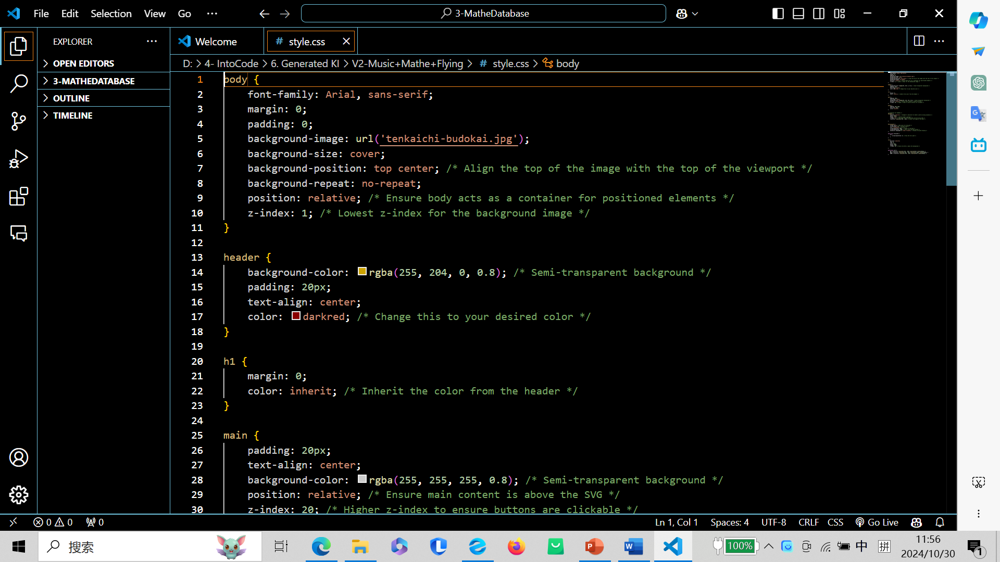 File Edit Selection View Go ···
3-MatheDatabase
EXPLORER
OPEN EDITORS
3-MATHEDATABASE
OUTLINE
TIMELINE
Welcome
# style.css
D: > 4- IntoCode > 6. Generated KI > V2-Music+Mathe+Flying > # style.css > body
1 body {
2 font-family: Arial, sans-serif;
3 margin: 0;
4 padding: 0;
5 background-image: url('tenkaichi-budokai.jpg');
6 background-size: cover;
7 background-position: top center; /* Align the top of the image with the top of the viewport */
8 background-repeat: no-repeat;
9 position: relative; /* Ensure body acts as a container for positioned elements */
10 z-index: 1; /* Lowest z-index for the background image */
11 }
12
13 header {
14 background-color: rgba(255, 204, 0, 0.8); /* Semi-transparent background */
15 padding: 20px;
16 text-align: center;
17 color: darkred; /* Change this to your desired color */
18 }
19
20 h1 {
21 margin: 0;
22 color: inherit; /* Inherit the color from the header */
23 }
24
25 main {
26 padding: 20px;
27 text-align: center;
28 background-color: rgba(255, 255, 255, 0.8); /* Semi-transparent background */
29 position: relative; /* Ensure main content is above the SVG */
30 z-index: 20; /* Higher z-index to ensure buttons are clickable */
0 0 0
Ln 1, Col 1 Spaces: 4 UTF-8 CRLF CSS Go Live
搜索
100%
中
拼
11:56
2024/10/30
1